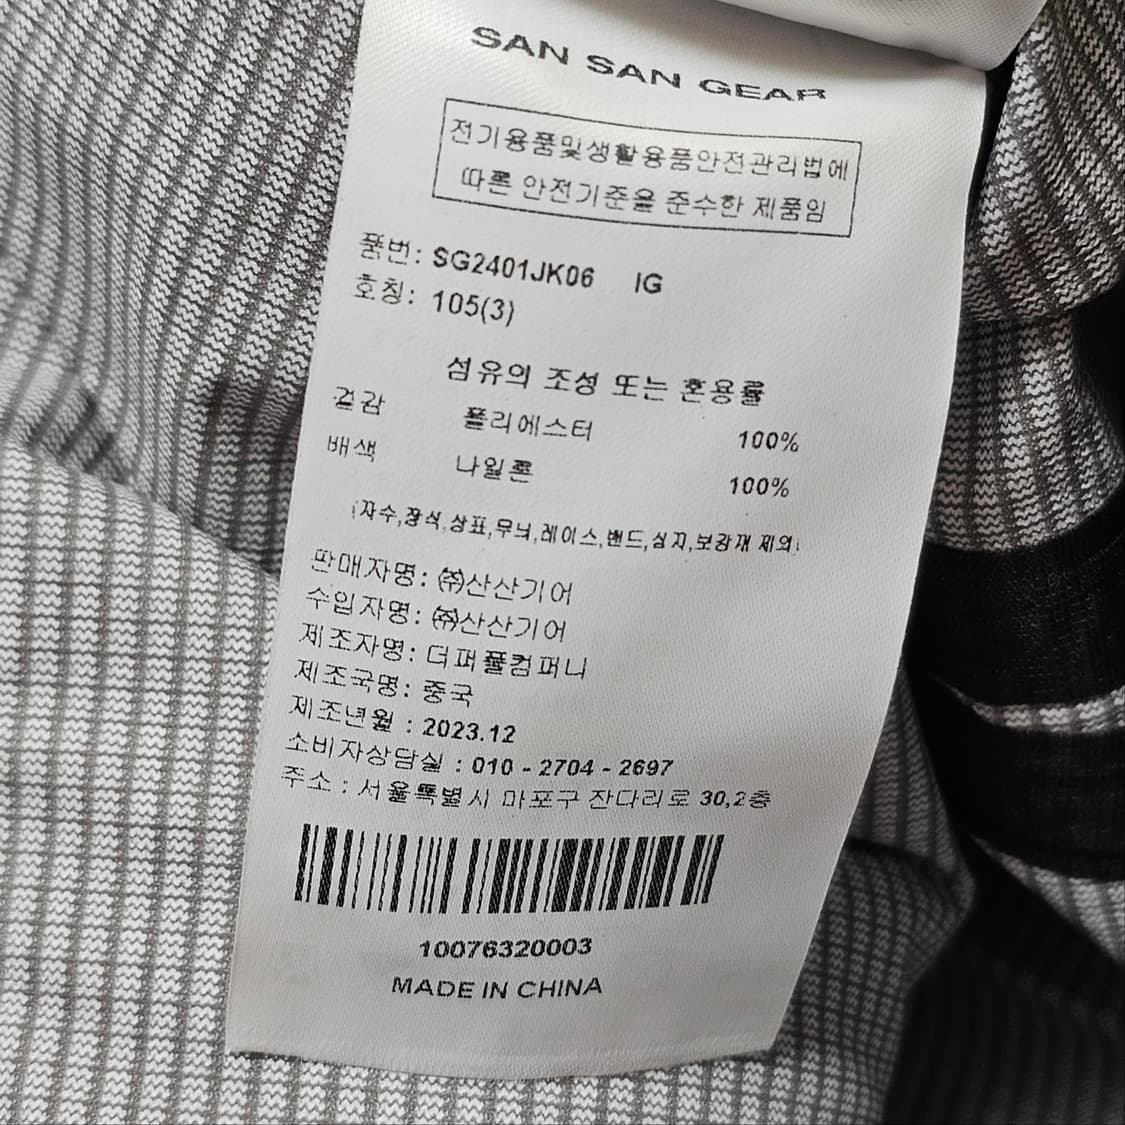 SAN SAN GEAR
전기용품및생활용품안전관리법에
따른 안전기준을 준수한 제품임
품번: SG2401JK06 IG
호칭: 105(3)
섬유의 조성 또는 혼용률
겉감 폴리에스터 100%
배색 나일론 100%
(자수,장식,상표,무늬,레이스,밴드,심지,보강재 제외)
판매자명: ㈜산산기어
수입자명: ㈜산산기어
제조자명: 더퍼플컴퍼니
제조국명: 중국
제조년월 : 2023.12
소비자상담실 : 010 - 2704 - 2697
주소 : 서울특별시 마포구 잔다리로 30,2층
10076320003
MADE IN CHINA